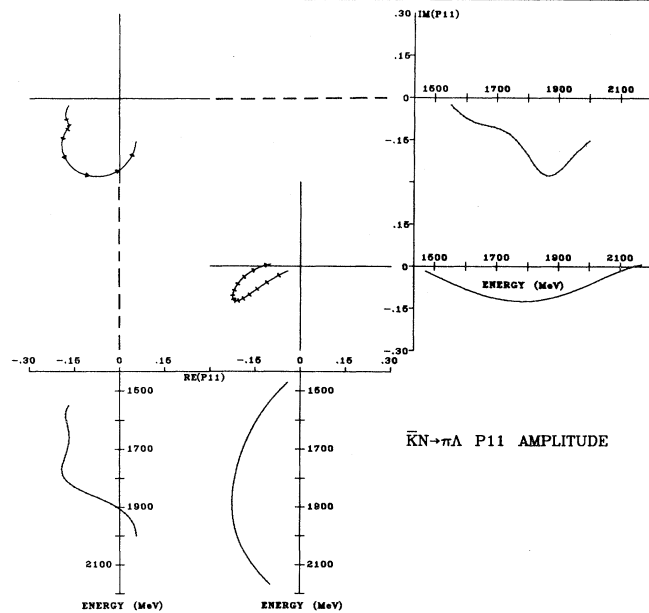 .30 IM(P11)
1500 1700 1900 2100
0
-.15
.15
1500 1700 1900 2100
0
ENERGY (MeV)
-.15
-.30
-.30 -.15 0 .15 -.15 0 .15 .30
RE(P11)
1500 1500
1700 1700
K̅N→πΛ P11 AMPLITUDE
1900 1900
2100 2100
ENERGY (MeV) ENERGY (MeV)